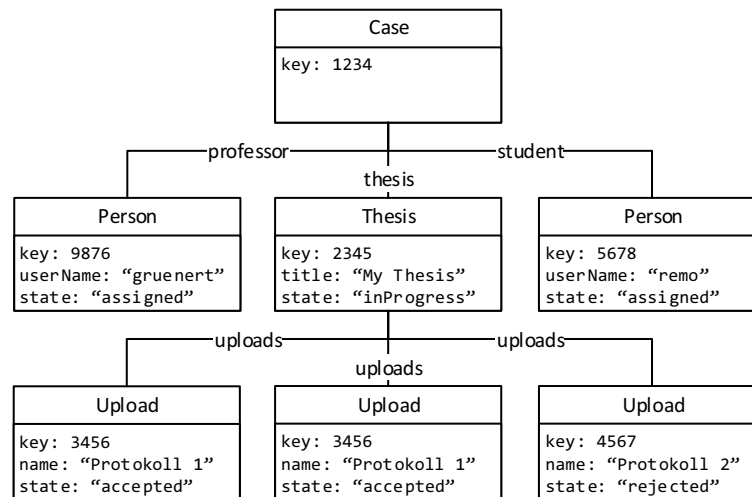 Case
key: 1234
professor
student
thesis
Person
Thesis
Person
key: 9876
userName: “gruenert”
state: “assigned”
key: 2345
title: “My Thesis”
state: “inProgress”
key: 5678
userName: “remo”
state: “assigned”
uploads
uploads
uploads
Upload
Upload
Upload
key: 3456
name: “Protokoll 1”
state: “accepted”
key: 3456
name: “Protokoll 1”
state: “accepted”
key: 4567
name: “Protokoll 2”
state: “rejected”